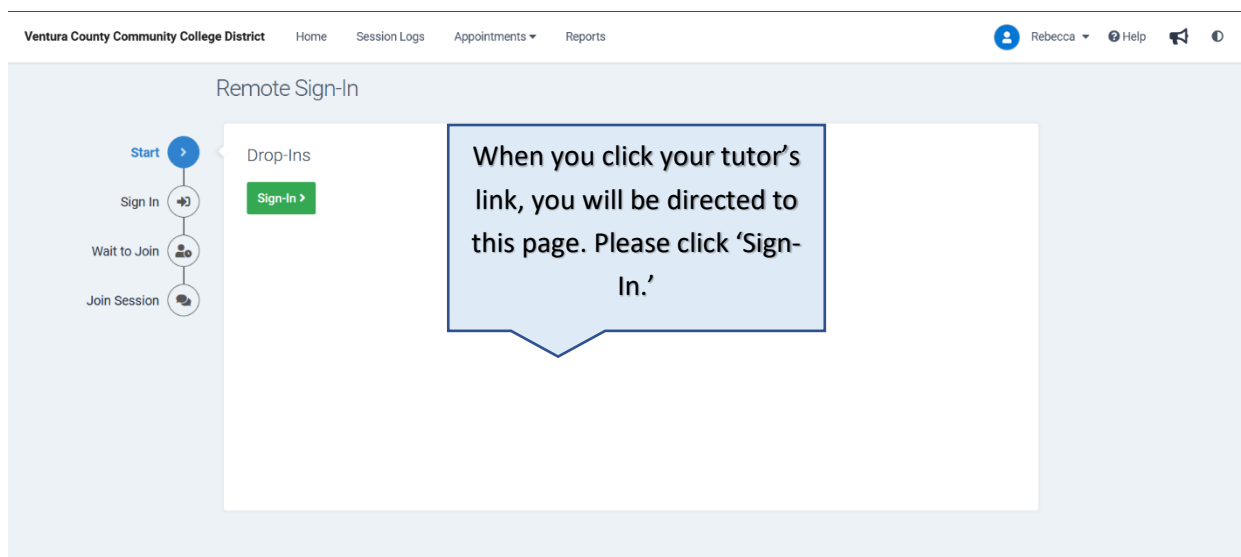 Ventura County Community College District Home Session Logs Appointments Reports Rebecca Help
Remote Sign-In
Start
Sign In
Wait to Join
Join Session
Drop-Ins
Sign-In
When you click your tutor’s
link, you will be directed to
this page. Please click ‘Sign-
In.’